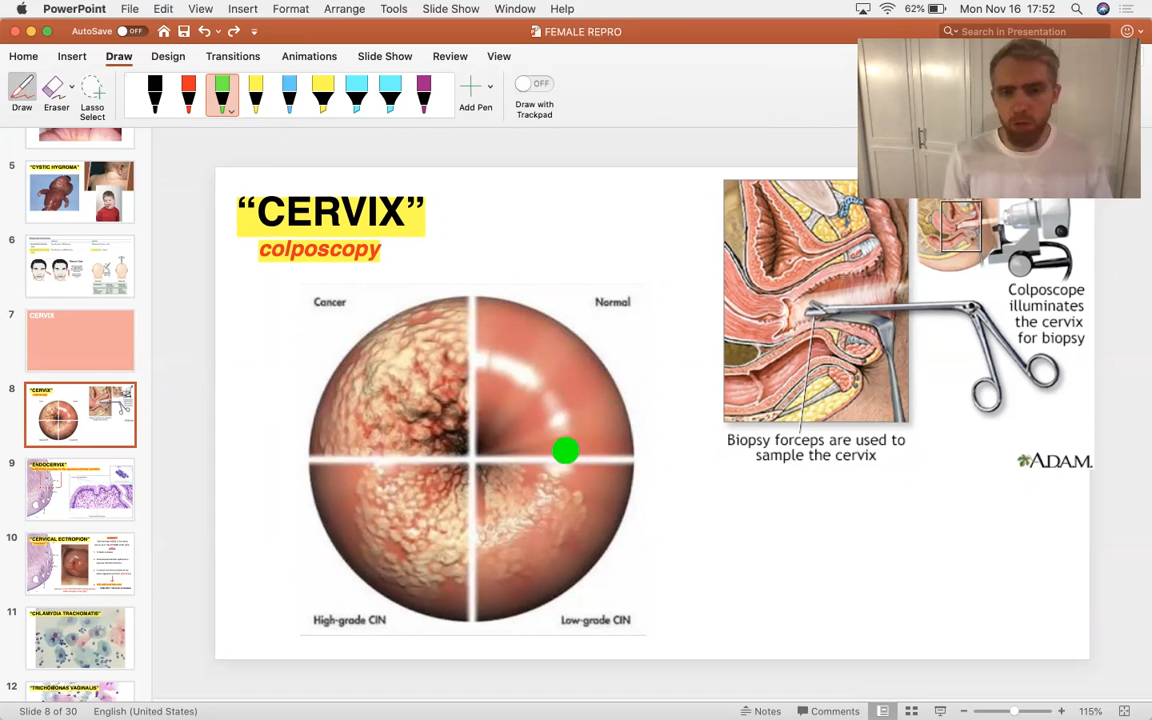 PowerPoint File Edit View Insert Format Arrange Tools Slide Show Window Help 62% Mon Nov 16 17:52
AutoSave OFF FEMALE REPRO Search in Presentation
Home Insert Draw Design Transitions Animations Slide Show Review View
OFF
Draw Eraser Lasso Select Add Pen Draw with Trackpad
5
"CYSTIC HYGROMA"
6
7
CERVIX
8
"CERVIX"
9
"ENDOCERVIX"
10
"CERVICAL ECTROPION"
11
"CHLAMYDIA TRACHOMATIS"
12
"TRICHOMONAS VAGINALIS"
“CERVIX”
colposcopy
Cancer Normal
High-grade CIN Low-grade CIN
Colposcope
illuminates
the cervix
for biopsy
Biopsy forceps are used to
sample the cervix
ADAM.
Slide 8 of 30 English (United States) Notes Comments 115%